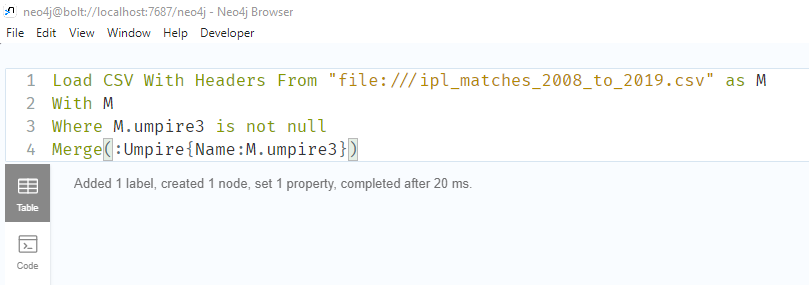 neo4j@bolt://localhost:7687/neo4j - Neo4j Browser
File Edit View Window Help Developer
1 Load CSV With Headers From "file:///ipl_matches_2008_to_2019.csv" as M
2 With M
3 Where M.umpire3 is not null
4 Merge(:Umpire{Name:M.umpire3})
Added 1 label, created 1 node, set 1 property, completed after 20 ms.
Table
Code